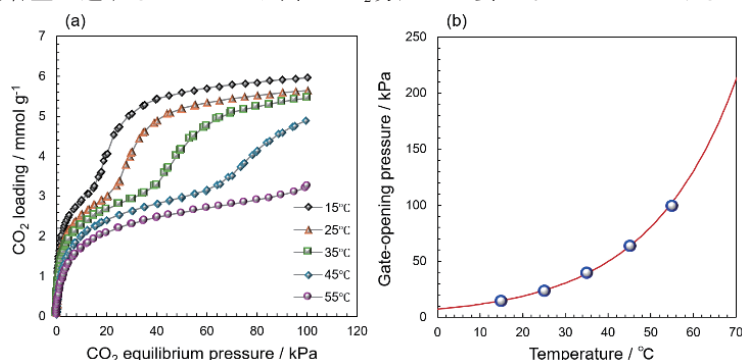 (a)
CO₂ loading / mmol g⁻¹
7
6
5
4
3
2
1
0
15℃
25℃
35℃
45℃
55℃
0 20 40 60 80 100 120
CO₂ equilibrium pressure / kPa
(b)
Gate-opening pressure / kPa
250
200
150
100
50
0
0 10 20 30 40 50 60 70
Temperature / ℃